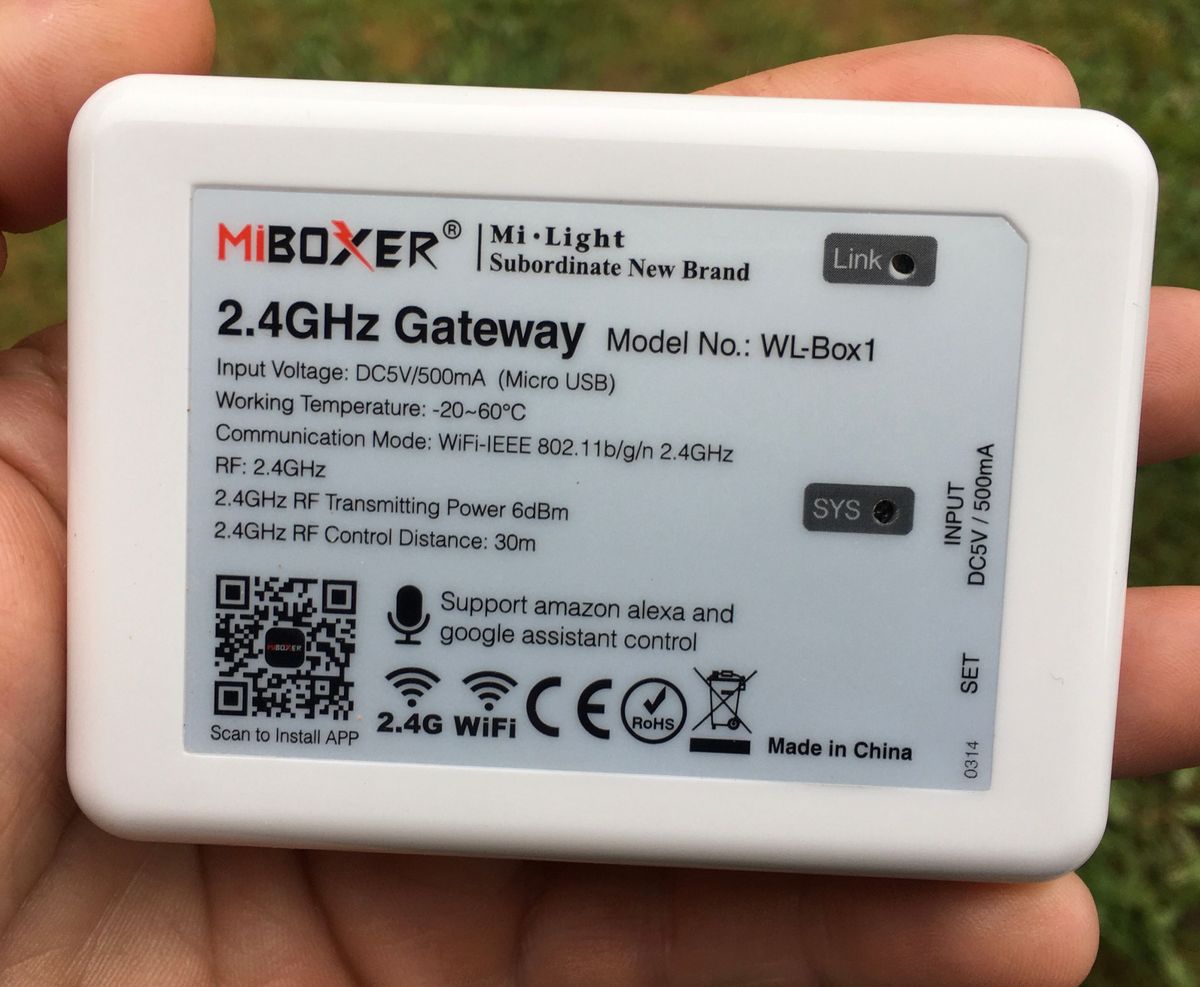 MiBOXER® | Mi·Light
Subordinate New Brand
Link
2.4GHz Gateway Model No.: WL-Box1
Input Voltage: DC5V/500mA (Micro USB)
Working Temperature: -20~60°C
Communication Mode: WiFi-IEEE 802.11b/g/n 2.4GHz
RF: 2.4GHz
2.4GHz RF Transmitting Power 6dBm
2.4GHz RF Control Distance: 30m
SYS
INPUT
DC5V / 500mA
SET
0314
MiBOXER
Scan to Install APP
Support amazon alexa and
google assistant control
2.4G WiFi CE RoHS
Made in China